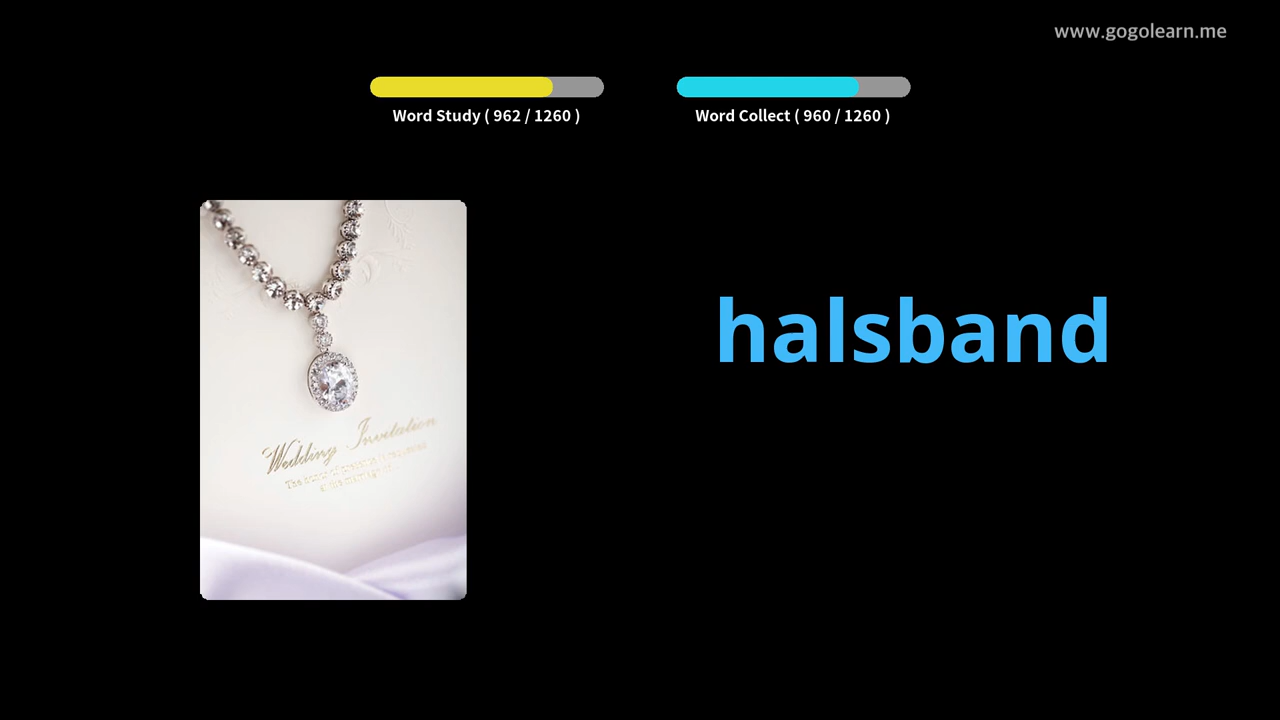 www.gogolearn.me
Word Study ( 962 / 1260 )
Word Collect ( 960 / 1260 )
halsband
Wedding Invitation